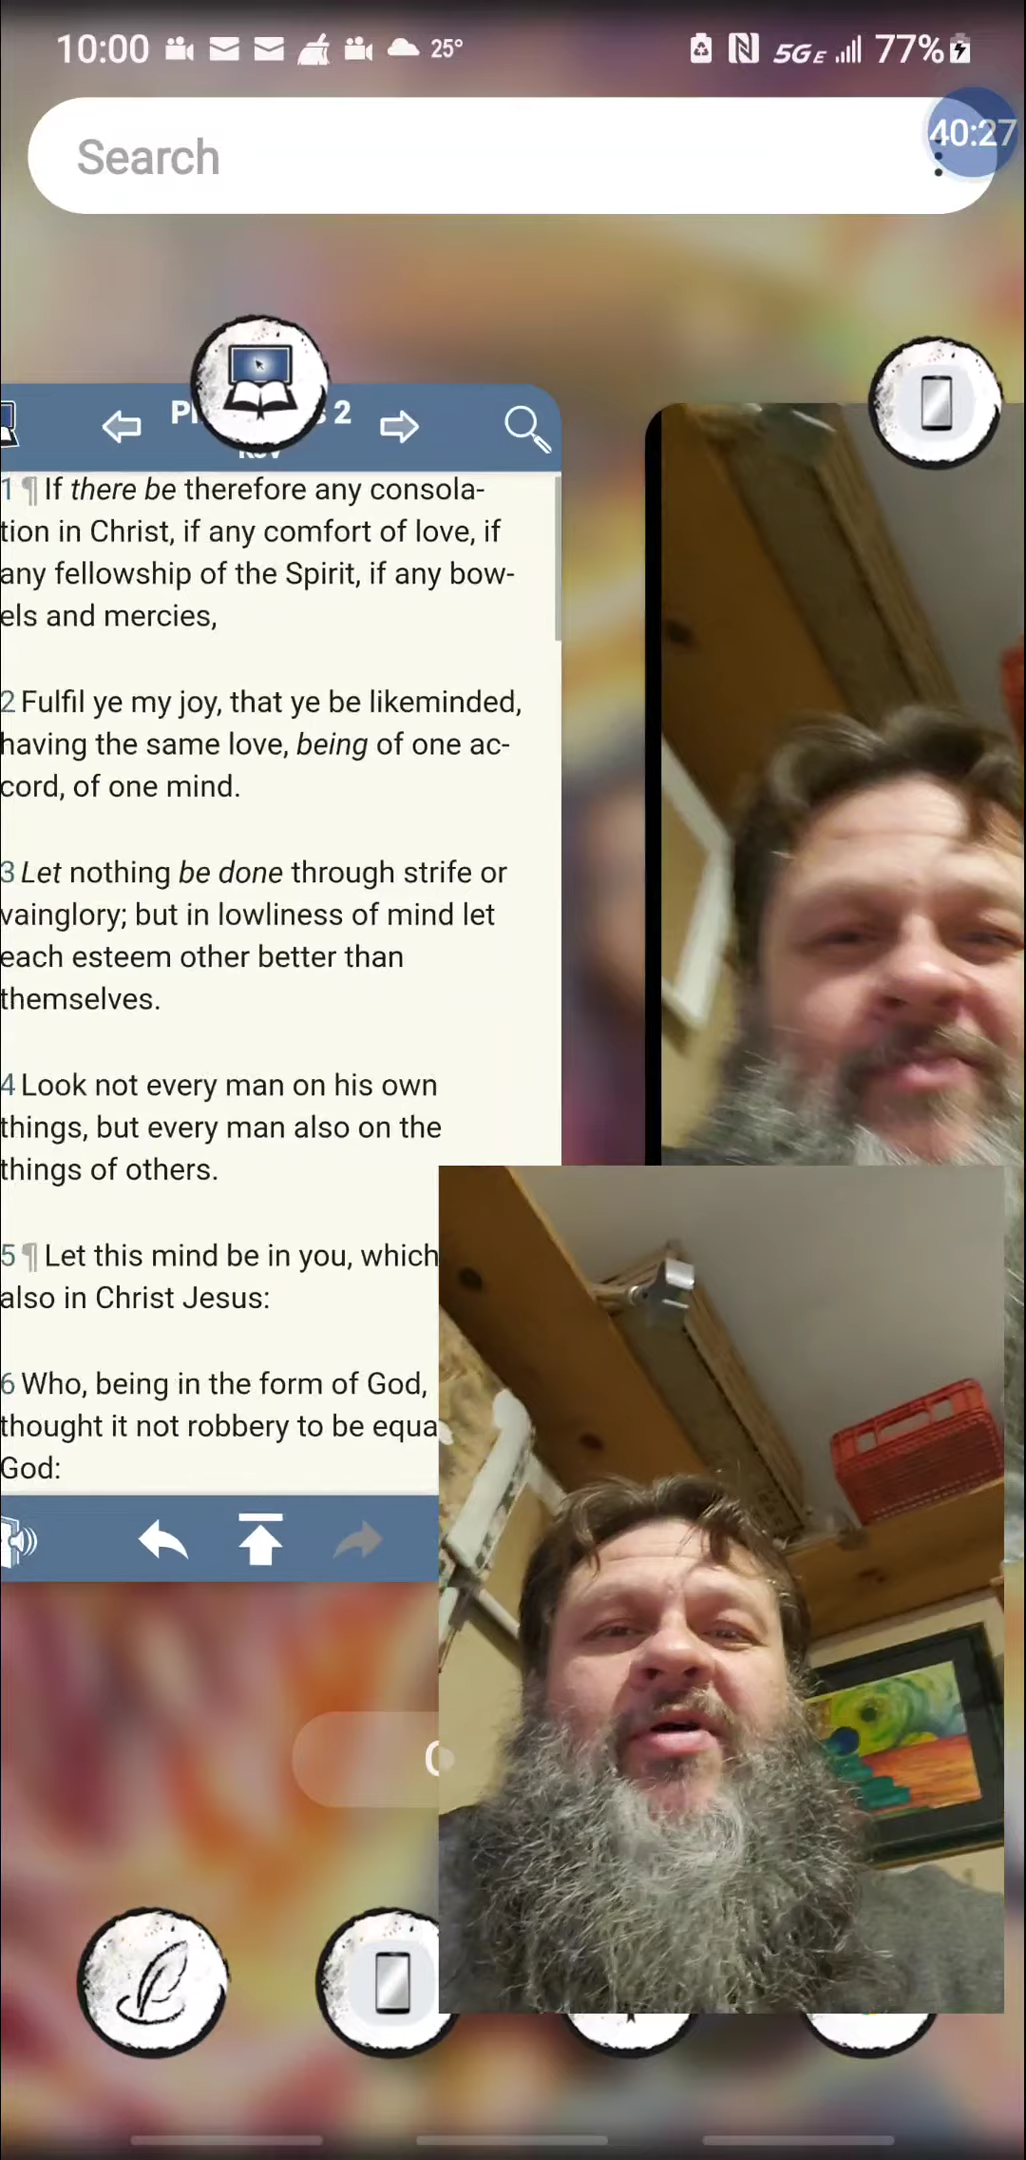 10:00
25°
5GE
77%
Search
40:27
2
1 ¶ If there be therefore any consola-
tion in Christ, if any comfort of love, if
any fellowship of the Spirit, if any bow-
els and mercies,
2 Fulfil ye my joy, that ye be likeminded,
having the same love, being of one ac-
cord, of one mind.
3 Let nothing be done through strife or
vainglory; but in lowliness of mind let
each esteem other better than
themselves.
4 Look not every man on his own
things, but every man also on the
things of others.
5 ¶ Let this mind be in you, which
also in Christ Jesus:
6 Who, being in the form of God,
thought it not robbery to be equa
God: